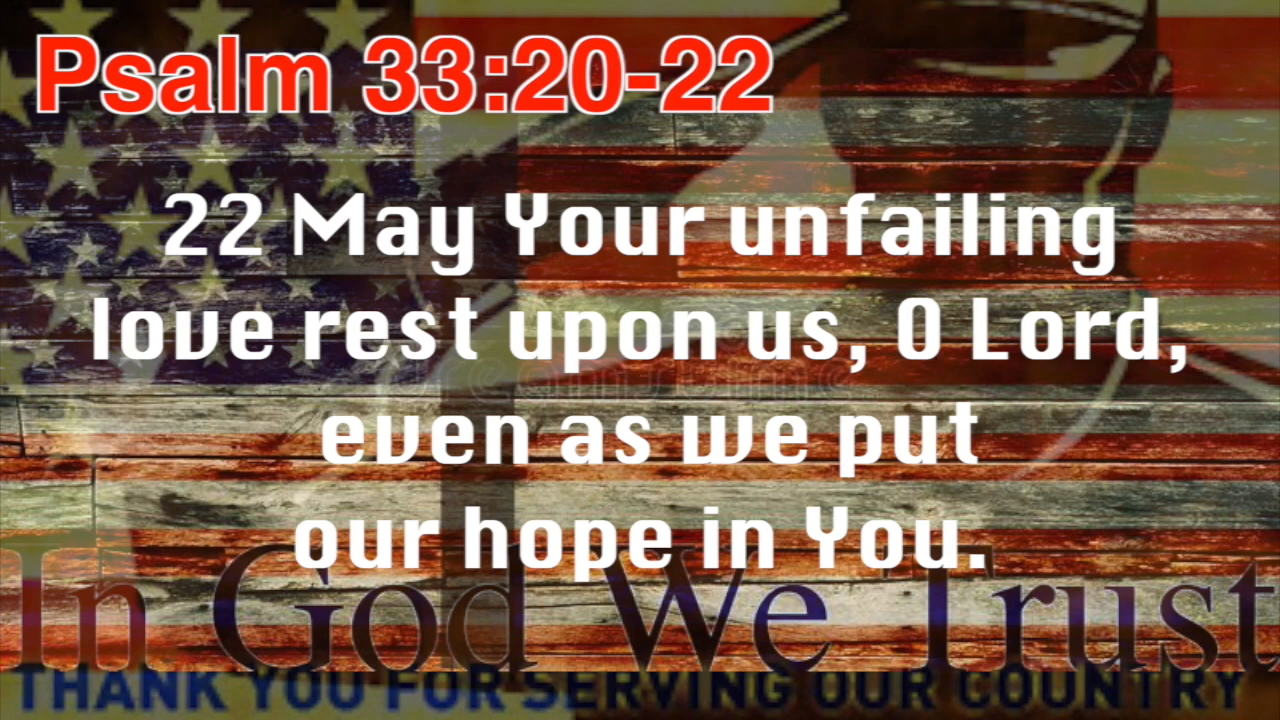 Psalm 33:20-22
22 May Your unfailing
love rest upon us, O Lord,
even as we put
our hope in You.
In God We Trust
THANK YOU FOR SERVING OUR COUNTRY